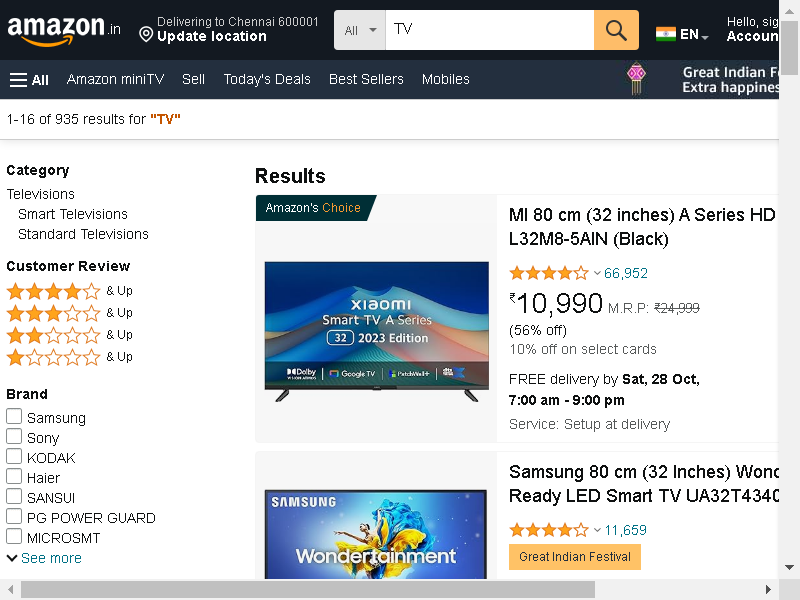 amazon.in
Delivering to Chennai 600001
Update location
All
TV
EN
Hello, sig
Accoun
All
Amazon miniTV
Sell
Today's Deals
Best Sellers
Mobiles
Great Indian F
Extra happines
1-16 of 935 results for "TV"
Category
Televisions
Smart Televisions
Standard Televisions
Customer Review
& Up
& Up
& Up
& Up
Brand
Samsung
Sony
KODAK
Haier
SANSUI
PG POWER GUARD
MICROSMT
See more
Results
Amazon's Choice
xiaomi
Smart TV A Series
32 2023 Edition
Dolby
VISION·ATMOS
Google TV
PatchWall+
MI 80 cm (32 inches) A Series HD
L32M8-5AIN (Black)
66,952
₹10,990 M.R.P: ₹24,999
(56% off)
10% off on select cards
FREE delivery by Sat, 28 Oct,
7:00 am - 9:00 pm
Service: Setup at delivery
SAMSUNG
Wondertainment
Samsung 80 cm (32 Inches) Wond
Ready LED Smart TV UA32T4340
11,659
Great Indian Festival